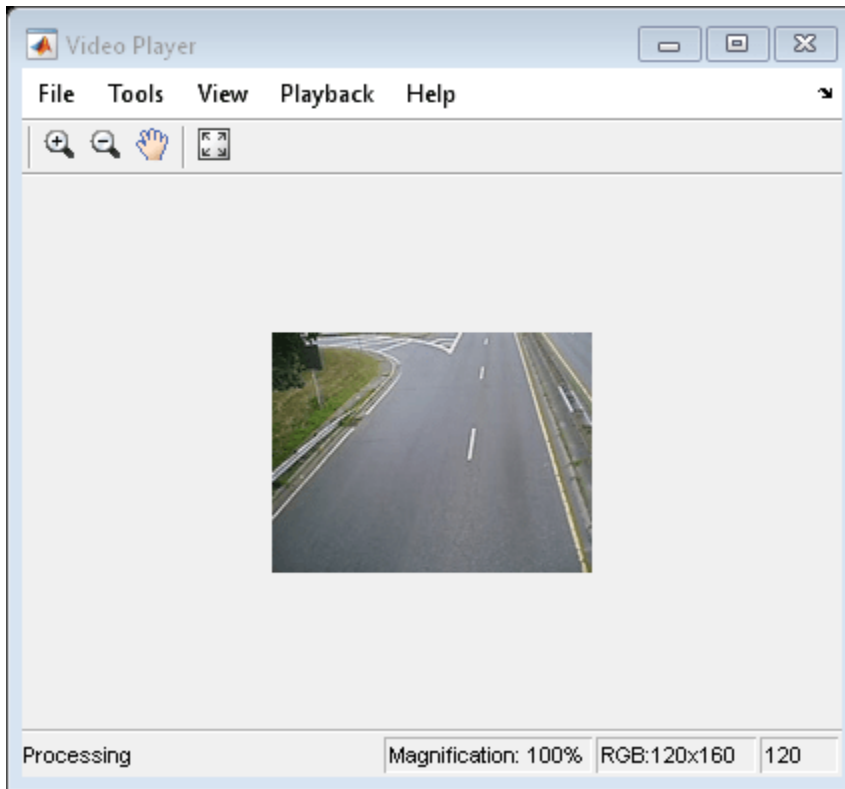 Video Player
File Tools View Playback Help
Processing Magnification: 100% RGB:120x160 120